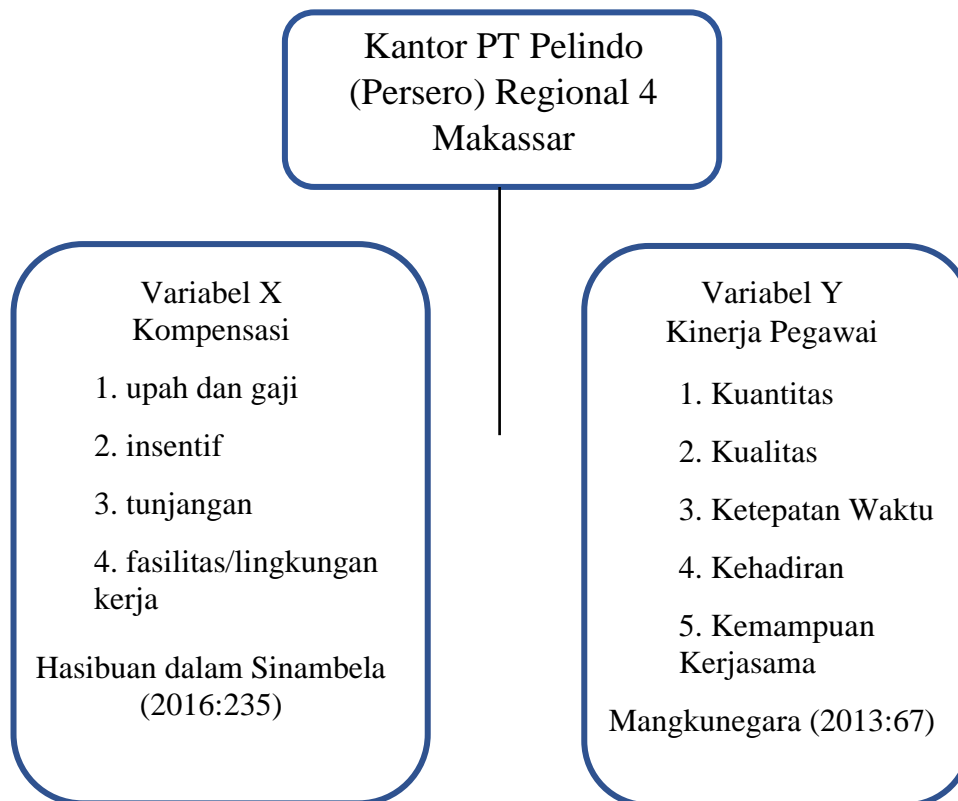 Kantor PT Pelindo
(Persero) Regional 4
Makassar
Variabel X
Kompensasi
1. upah dan gaji
2. insentif
3. tunjangan
4. fasilitas/lingkungan
kerja
Hasibuan dalam Sinambela
(2016:235)
Variabel Y
Kinerja Pegawai
1. Kuantitas
2. Kualitas
3. Ketepatan Waktu
4. Kehadiran
5. Kemampuan
Kerjasama
Mangkunegara (2013:67)